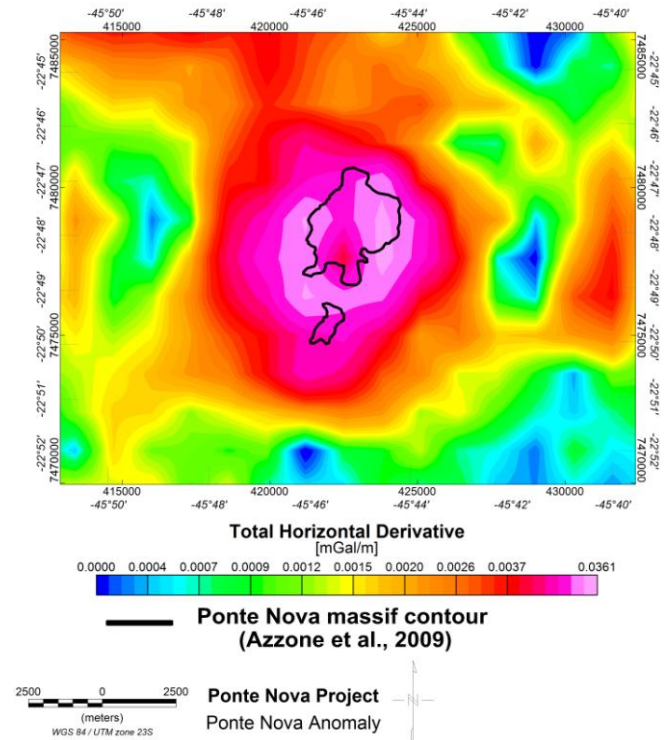 -45°50' -45°46' -45°44' -45°42' -45°40'
415000 420000 425000 430000
7485000 7485000
-22°45' -22°45'
-22°46' -22°46'
-22°47' -22°47'
7480000 7480000
-22°48' -22°48'
-22°49' -22°49'
7475000 7475000
-22°50' -22°50'
-22°51' -22°51'
-22°52' -22°52'
7470000 7470000
415000 420000 425000 430000
-45°50' -45°46' -45°44' -45°42' -45°40'
Total Horizontal Derivative
[mGal/m]
0.0000 0.0004 0.0007 0.0009 0.0012 0.0015 0.0020 0.0026 0.0037 0.0361
Ponte Nova massif contour
(Azzone et al., 2009)
2500 0 2500
(meters)
WGS 84 / UTM zone 23S
Ponte Nova Project
Ponte Nova Anomaly
N